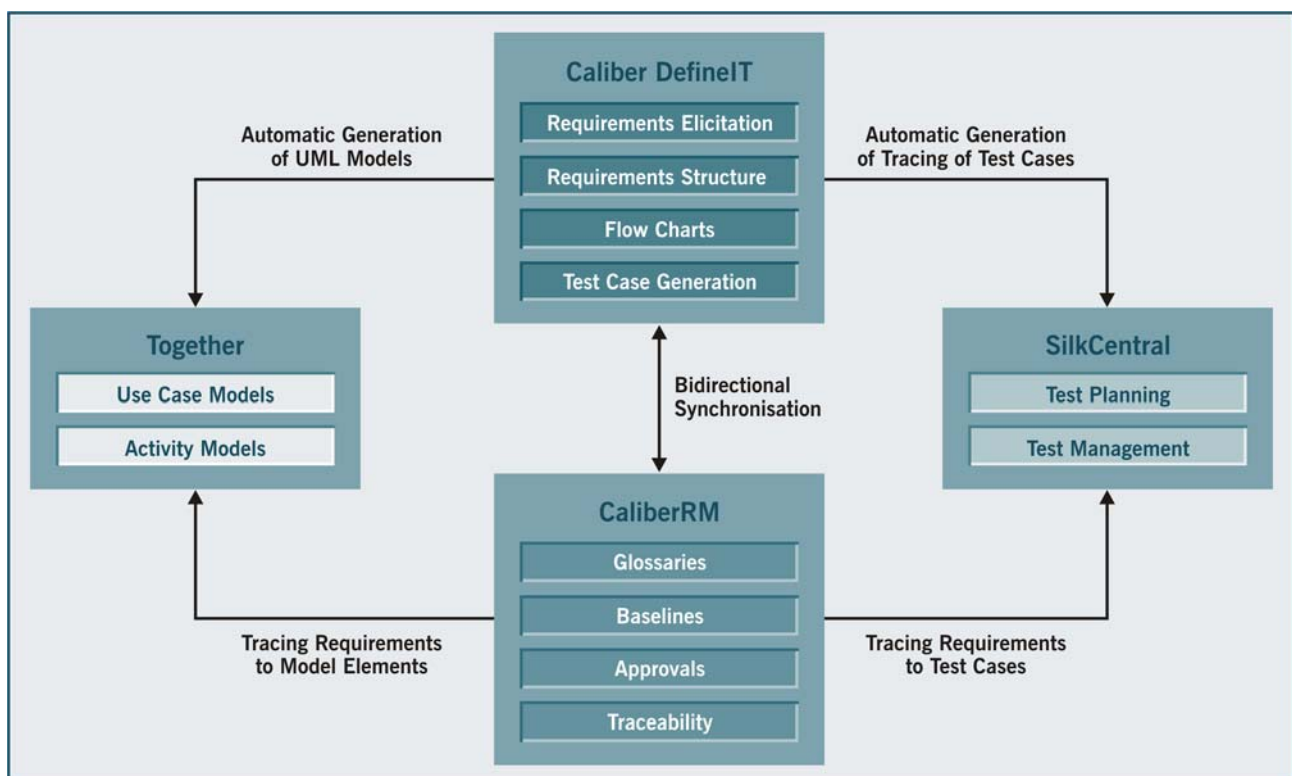 Caliber DefineIT
Requirements Elicitation
Requirements Structure
Flow Charts
Test Case Generation
Automatic Generation
of UML Models
Automatic Generation
of Tracing of Test Cases
Together
Use Case Models
Activity Models
Bidirectional
Synchronisation
SilkCentral
Test Planning
Test Management
CaliberRM
Glossaries
Baselines
Approvals
Traceability
Tracing Requirements
to Model Elements
Tracing Requirements
to Test Cases